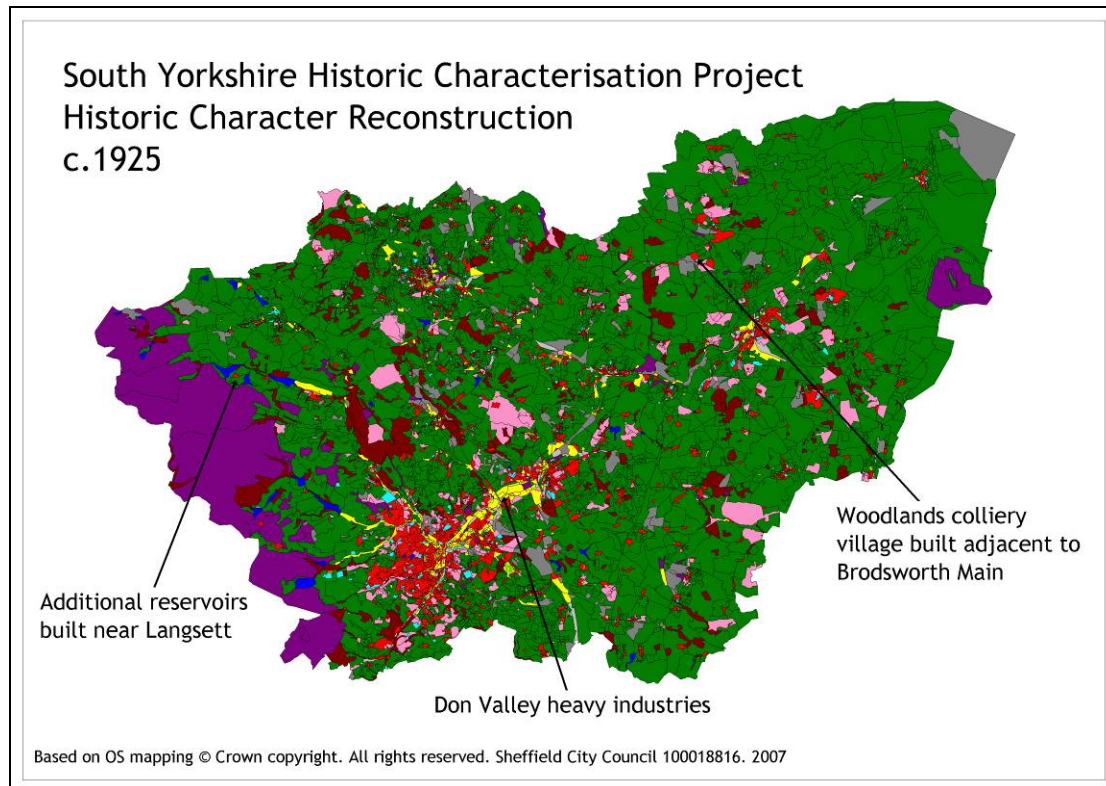 South Yorkshire Historic Characterisation Project
Historic Character Reconstruction
c.1925
Woodlands colliery
village built adjacent to
Brodsworth Main
Additional reservoirs
built near Langsett
Don Valley heavy industries
Based on OS mapping © Crown copyright. All rights reserved. Sheffield City Council 100018816. 2007